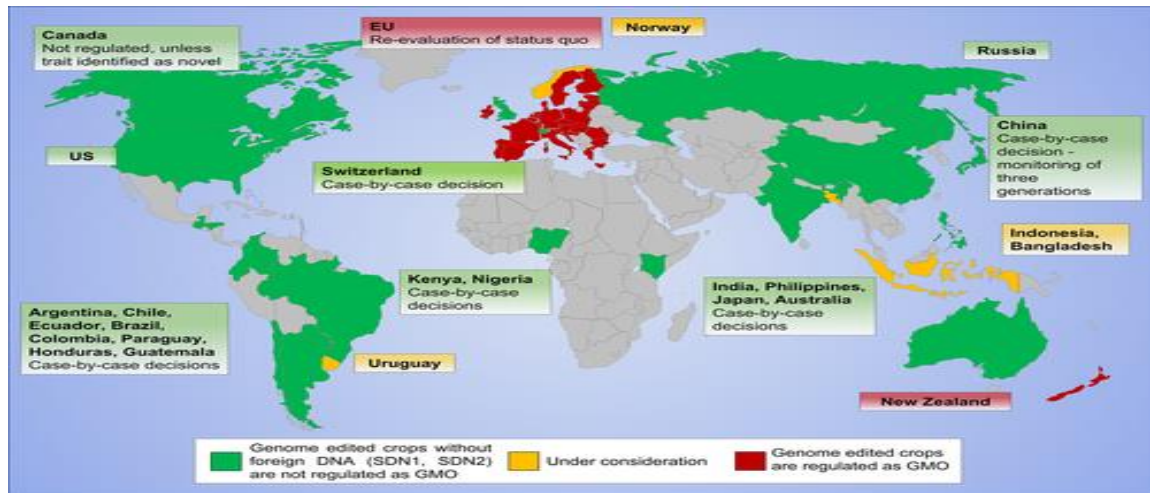 Canada
Not regulated, unless
trait identified as novel
EU
Re-evaluation of status quo
Norway
Russia
US
Switzerland
Case-by-case decision
China
Case-by-case
decision -
monitoring of
three
generations
Indonesia,
Bangladesh
Kenya, Nigeria
Case-by-case
decisions
India, Philippines,
Japan, Australia
Case-by-case
decisions
Argentina, Chile,
Ecuador, Brazil,
Colombia, Paraguay,
Honduras, Guatemala
Case-by-case decisions
Uruguay
New Zealand
Genome edited crops without
foreign DNA (SDN1, SDN2)
are not regulated as GMO
Under consideration
Genome edited crops
are regulated as GMO